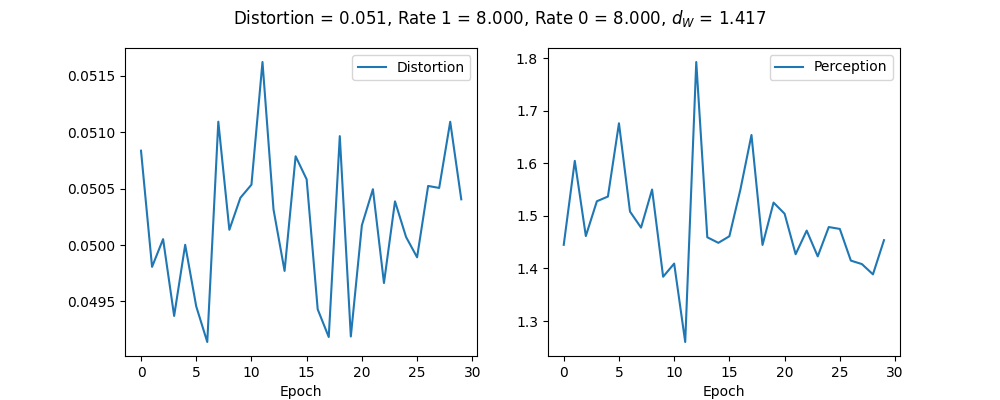 Distortion = 0.051, Rate 1 = 8.000, Rate 0 = 8.000, d_W = 1.417
Distortion
0.0515
0.0510
0.0505
0.0500
0.0495
0 5 10 15 20 25 30
Epoch
Perception
1.8
1.7
1.6
1.5
1.4
1.3
0 5 10 15 20 25 30
Epoch